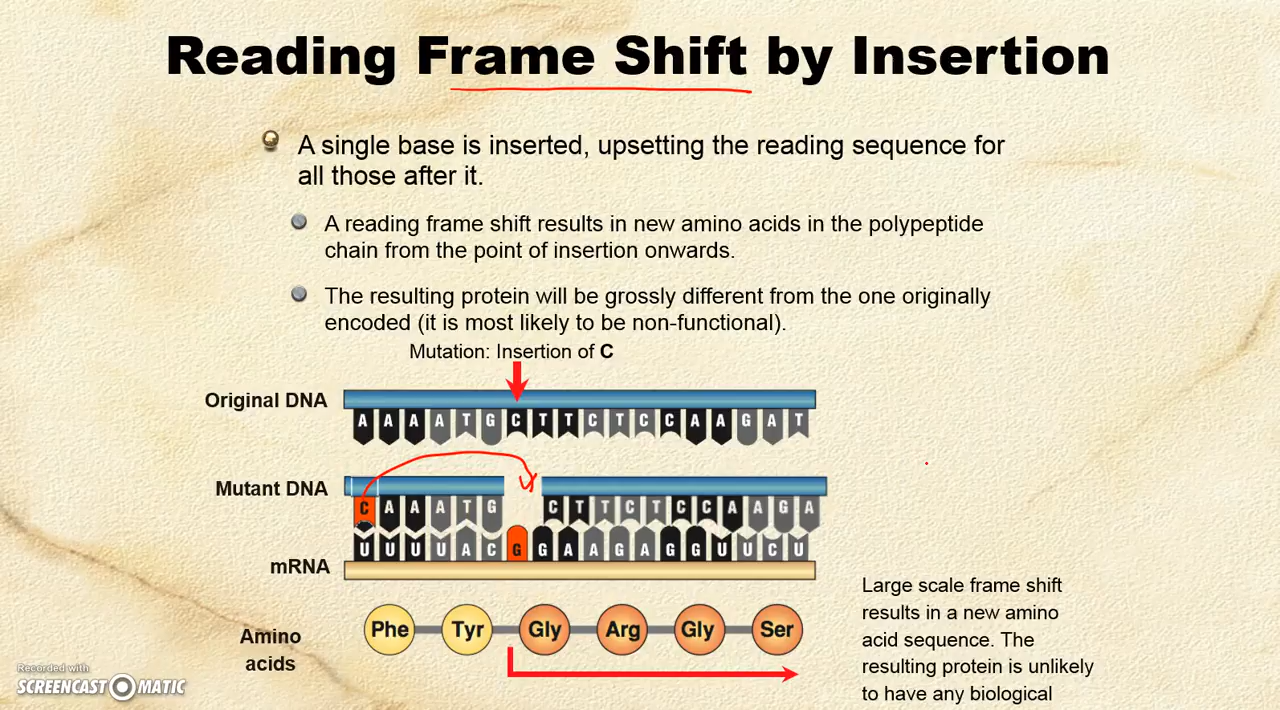 Reading Frame Shift by Insertion
A single base is inserted, upsetting the reading sequence for
all those after it.
A reading frame shift results in new amino acids in the polypeptide
chain from the point of insertion onwards.
The resulting protein will be grossly different from the one originally
encoded (it is most likely to be non-functional).
Mutation: Insertion of C
Original DNA
A A A A T G C T T C T C C A A G A T
Mutant DNA
C A A A T G C T T C T C C A A G A
U U U U A C G G A A G A G G U U C U
mRNA
Phe Tyr Gly Arg Gly Ser
Amino
acids
Large scale frame shift
results in a new amino
acid sequence. The
resulting protein is unlikely
to have any biological
Recorded with
SCREENCAST O MATIC